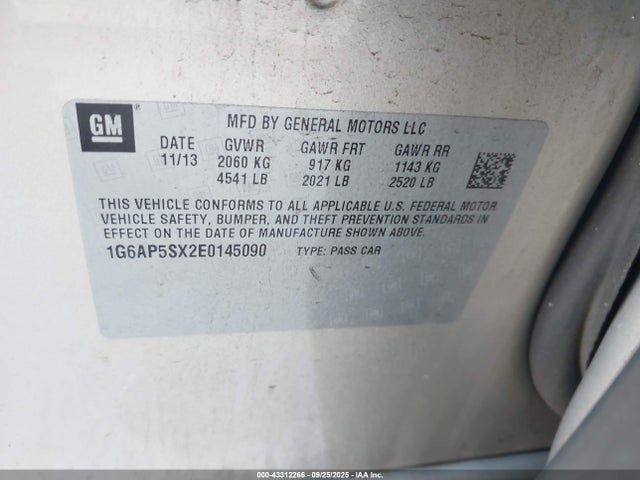 GM
MFD BY GENERAL MOTORS LLC
DATE GVWR GAWR FRT GAWR RR
11/13 2060 KG 917 KG 1143 KG
4541 LB 2021 LB 2520 LB
THIS VEHICLE CONFORMS TO ALL APPLICABLE U.S. FEDERAL MOTOR
VEHICLE SAFETY, BUMPER, AND THEFT PREVENTION STANDARDS IN
EFFECT ON THE DATE OF MANUFACTURE SHOWN ABOVE.
1G6AP5SX2E0145090 TYPE: PASS CAR
000-43312266 - 09/25/2025 - IAA Inc.